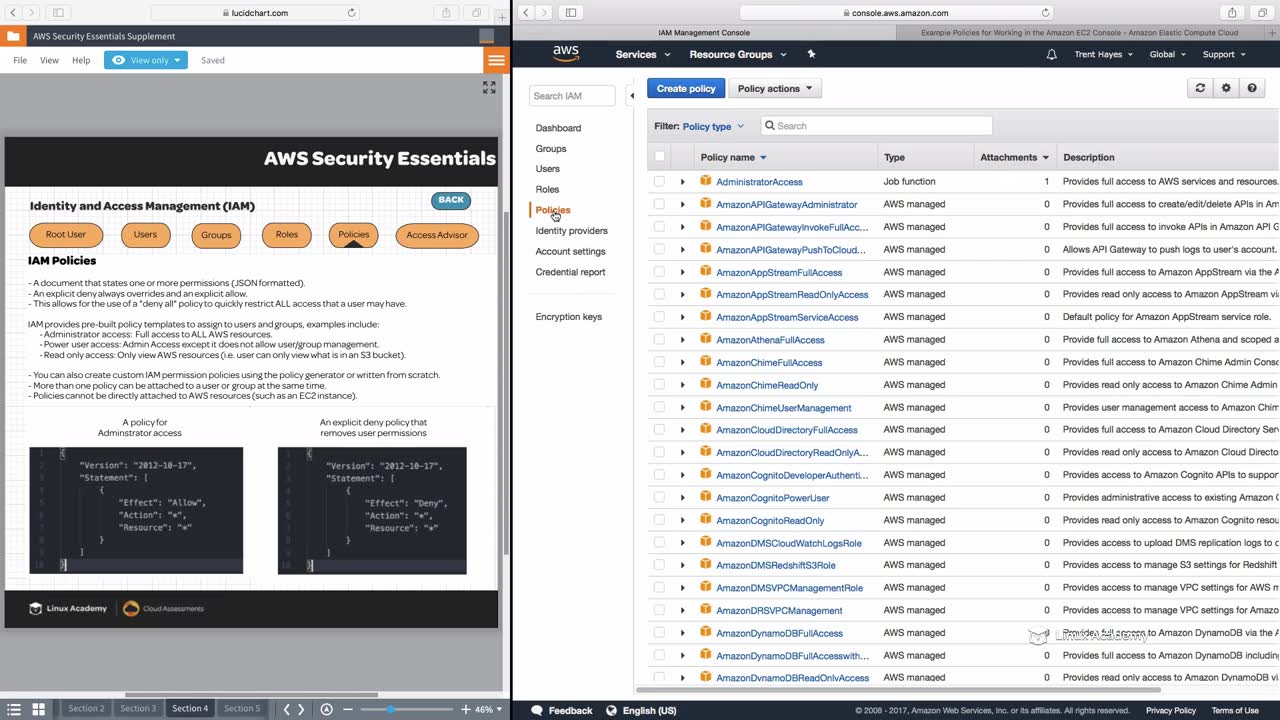 lucidchart.com
AWS Security Essentials Supplement
File View Help View only Saved
AWS Security Essentials
Identity and Access Management (IAM)
BACK
Root User Users Groups Roles Policies Access Advisor
IAM Policies
- A document that states one or more permissions (JSON formatted).
- An explicit deny always overrides and an explicit allow.
- This allows for the use of a "deny all" policy to quickly restrict ALL access that a user may have.
IAM provides pre-built policy templates to assign to users and groups, examples include:
- Administrator access: Full access to ALL AWS resources.
- Power user access: Admin Access except it does not allow user/group management.
- Read only access: Only view AWS resources (i.e. user can only view what is in an S3 bucket).
- You can also create custom IAM permission policies using the policy generator or written from scratch.
- More than one policy can be attached to a user or group at the same time.
- Policies cannot be directly attached to AWS resources (such as an EC2 instance).
A policy for
Adminstrator access
{
"Version": "2012-10-17",
"Statement": [
{
"Effect": "Allow",
"Action": "*",
"Resource": "*"
}
]
}
An explicit deny policy that
removes user permissions
{
"Version": "2012-10-17",
"Statement": [
{
"Effect": "Deny",
"Action": "*",
"Resource": "*"
}
]
}
Linux Academy Cloud Assessments
Section 2 Section 3 Section 4 Section 5 46%
console.aws.amazon.com
IAM Management Console
Example Policies for Working in the Amazon EC2 Console - Amazon Elastic Compute Cloud
aws Services Resource Groups Trent Hayes Global Support
Search IAM
Dashboard
Groups
Users
Roles
Policies
Identity providers
Account settings
Credential report
Encryption keys
Create policy Policy actions
Filter: Policy type Search
Policy name Type Attachments Description
AdministratorAccess Job function 1 Provides full access to AWS services and resources.
AmazonAPIGatewayAdministrator AWS managed 0 Provides full access to create/edit/delete APIs in Am
AmazonAPIGatewayInvokeFullAcc... AWS managed 0 Provides full access to invoke APIs in Amazon API G
AmazonAPIGatewayPushToCloud... AWS managed 0 Allows API Gateway to push logs to user's account.
AmazonAppStreamFullAccess AWS managed 0 Provides full access to Amazon AppStream via the
AmazonAppStreamReadOnlyAccess AWS managed 0 Provides read only access to Amazon AppStream via
AmazonAppStreamServiceAccess AWS managed 0 Default policy for AmazonAppStream service role.
AmazonAthenaFullAccess AWS managed 0 Provide full access to Amazon Athena and scoped a
AmazonChimeFullAccess AWS managed 0 Provides full access to Amazon Chime Admin Conso
AmazonChimeReadOnly AWS managed 0 Provides read only access to Amazon Chime Admin
AmazonChimeUserManagement AWS managed 0 Provides user management access to Amazon Chim
AmazonCloudDirectoryFullAccess AWS managed 0 Provides full access to Amazon Cloud Directory Serv
AmazonCloudDirectoryReadOnlyA... AWS managed 0 Provides read only access to Amazon Cloud Directo
AmazonCognitoDeveloperAuthenti... AWS managed 0 Provides access to Amazon Cognito APIs to suppor
AmazonCognitoPowerUser AWS managed 0 Provides administrative access to existing Amazon C
AmazonCognitoReadOnly AWS managed 0 Provides read only access to Amazon Cognito resou
AmazonDMSCloudWatchLogsRole AWS managed 0 Provides access to upload DMS replication logs to c
AmazonDMSRedshiftS3Role AWS managed 0 Provides access to manage S3 settings for Redshift
AmazonDMSVPCManagementRole AWS managed 0 Provides access to manage VPC settings for AWS m
AmazonDRSVPCManagement AWS managed 0 Provides access to manage VPC settings for Amazon
AmazonDynamoDBFullAccess AWS managed 0 Provides full access to Amazon DynamoDB via the A
AmazonDynamoDBFullAccesswith... AWS managed 0 Provides full access to Amazon DynamoDB including
AmazonDynamoDBReadOnlyAccess AWS managed 0 Provides read only access to Amazon DynamoDB vi
Linux Academy
Feedback English (US) © 2008 - 2017, Amazon Web Services, Inc. or its affiliates. All rights reserved. Privacy Policy Terms of Use